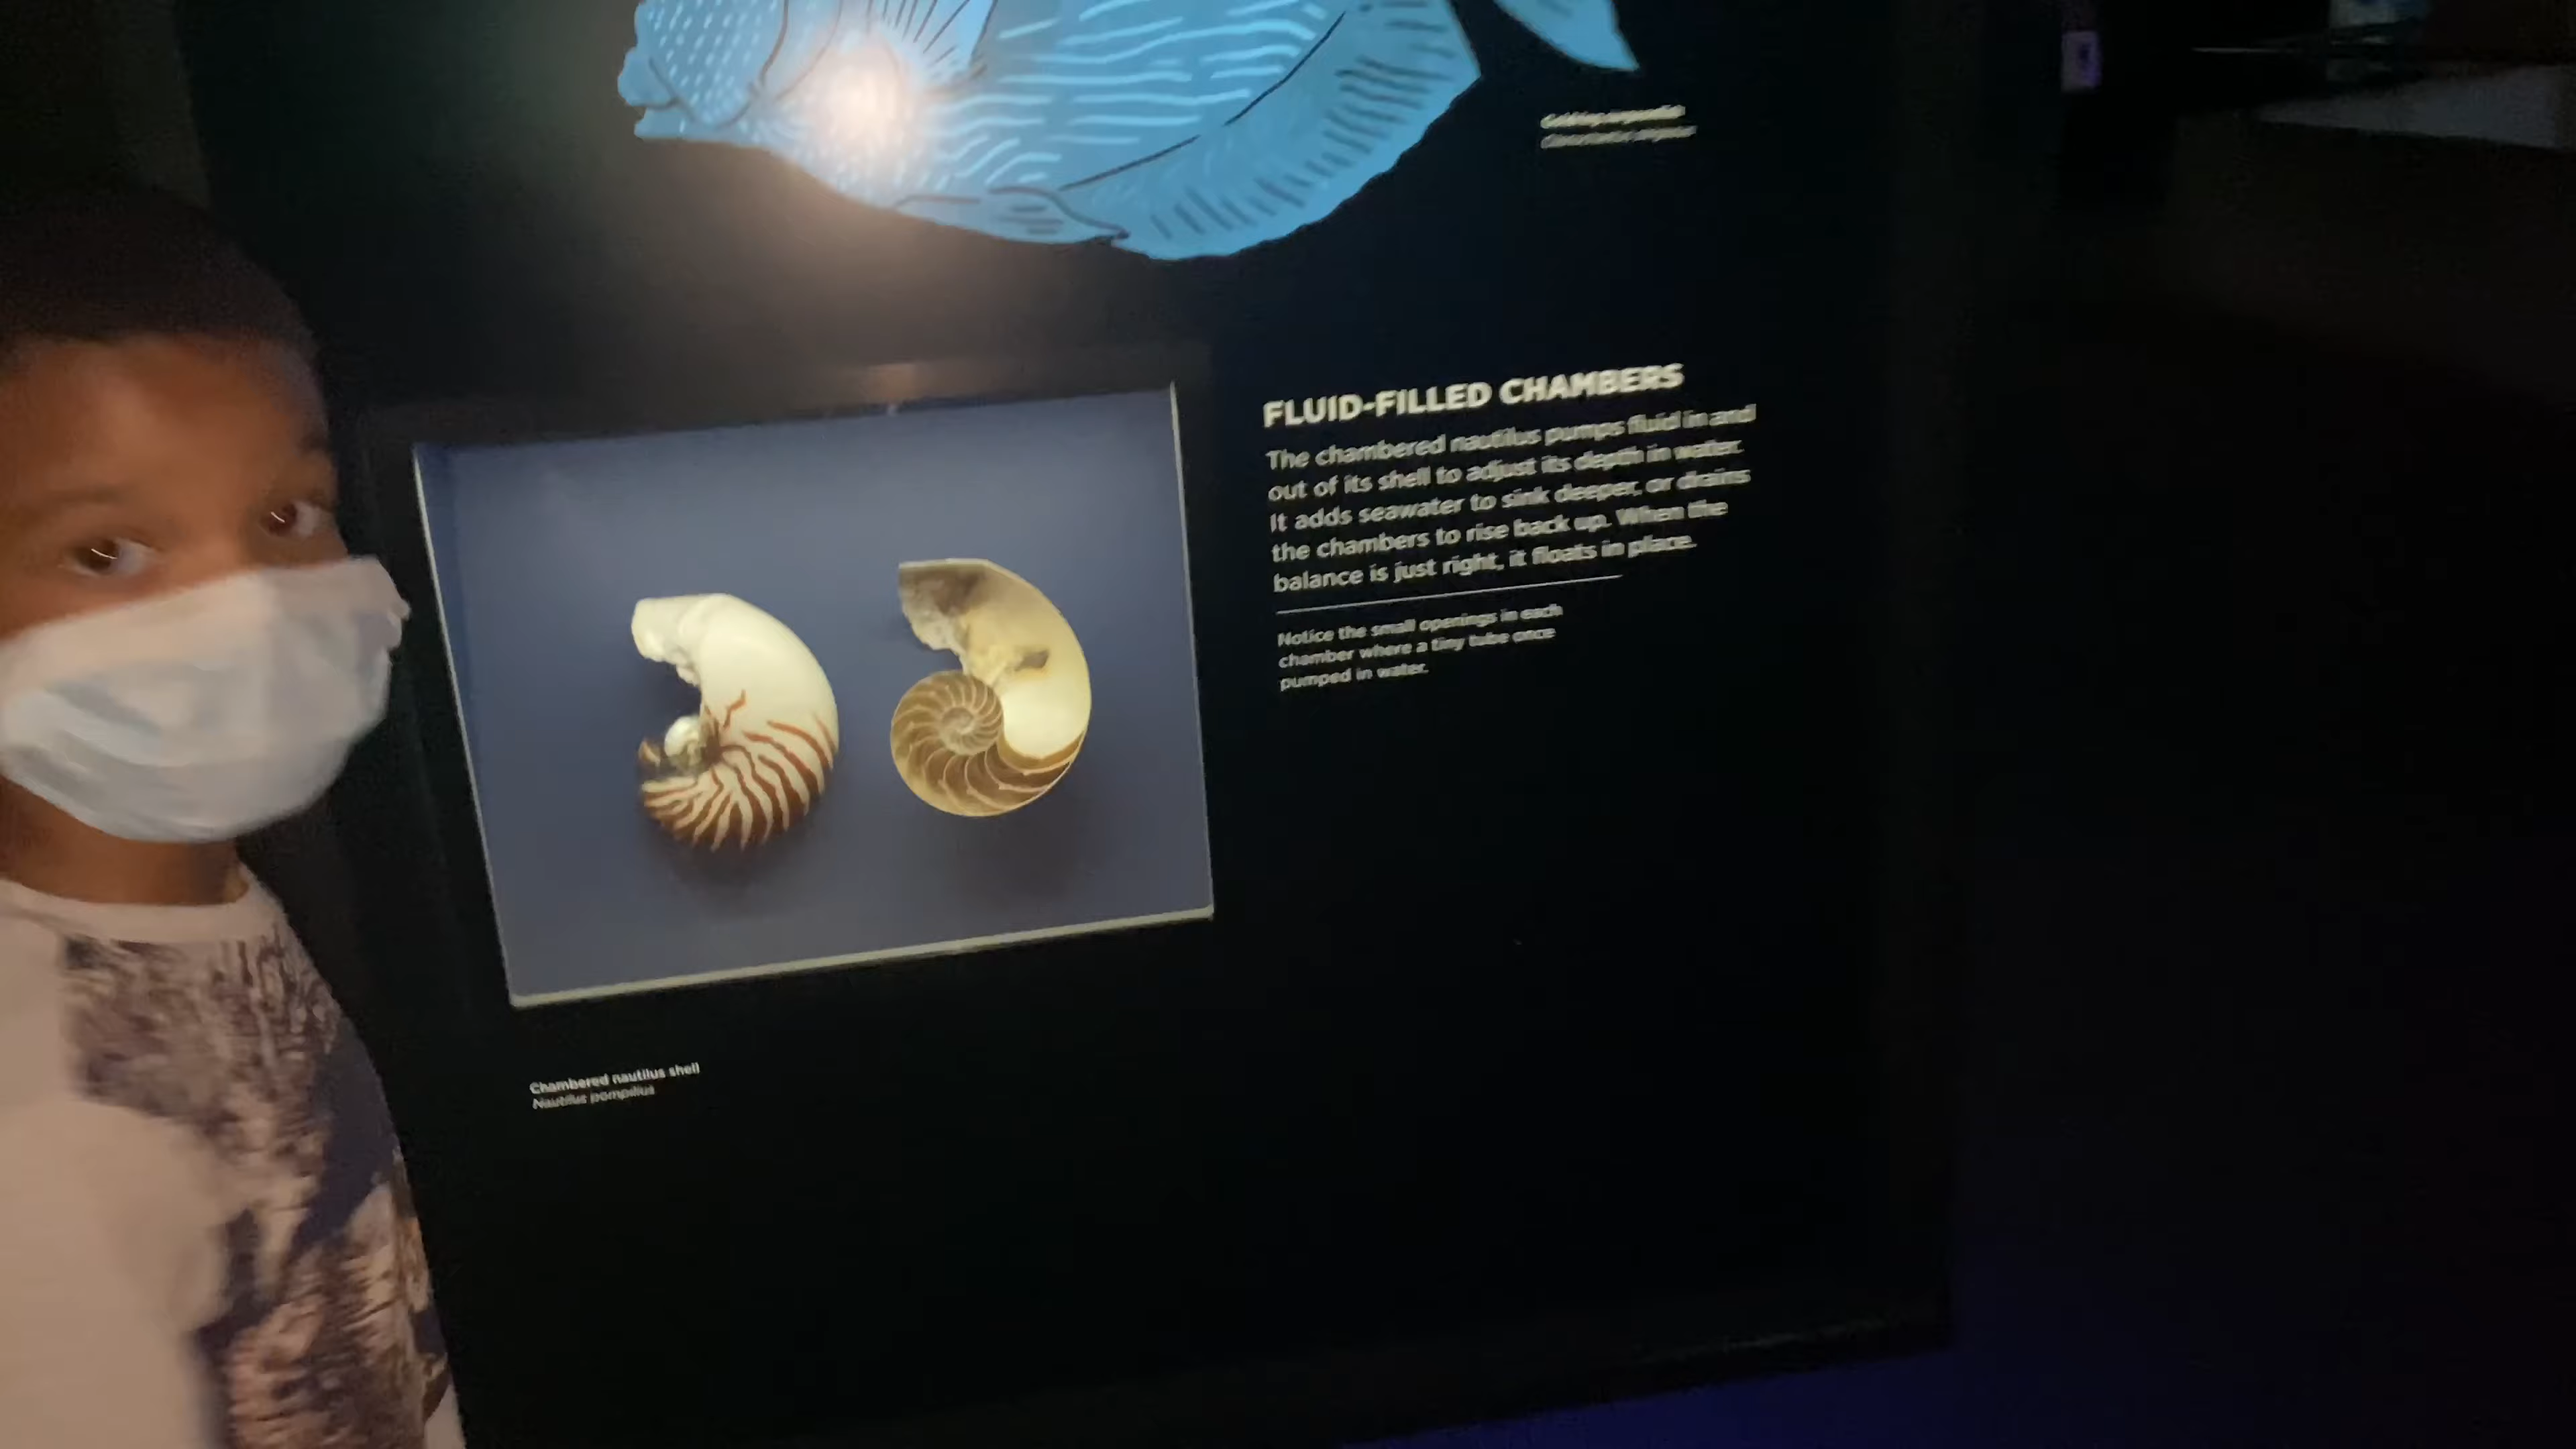 FLUID-FILLED CHAMBERS
The chambered nautilus pumps fluid in and
out of its shell to adjust its depth in water.
It adds seawater to sink deeper, or drains
the chambers to rise back up. When the
balance is just right, it floats in place.
Notice the small openings in each
chamber where a tiny tube once
pumped in water.
Chambered nautilus shell
Nautilus pompilius